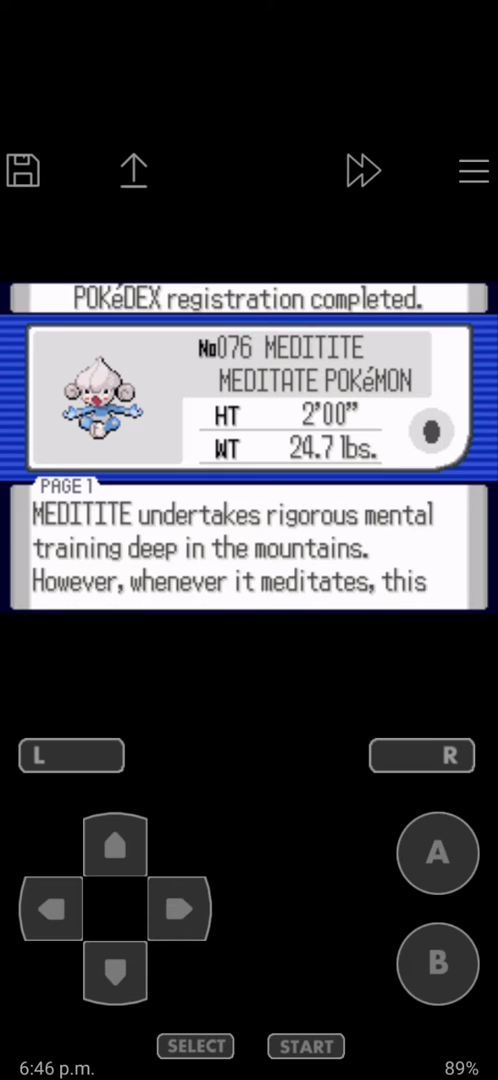 POKéDEX registration completed.
No076 MEDITITE
MEDITATE POKéMON
HT 2'00"
WT 24.7 lbs.
PAGE 1
MEDITITE undertakes rigorous mental
training deep in the mountains.
However, whenever it meditates, this
L
R
A
B
SELECT
START
6:46 p.m.
89%